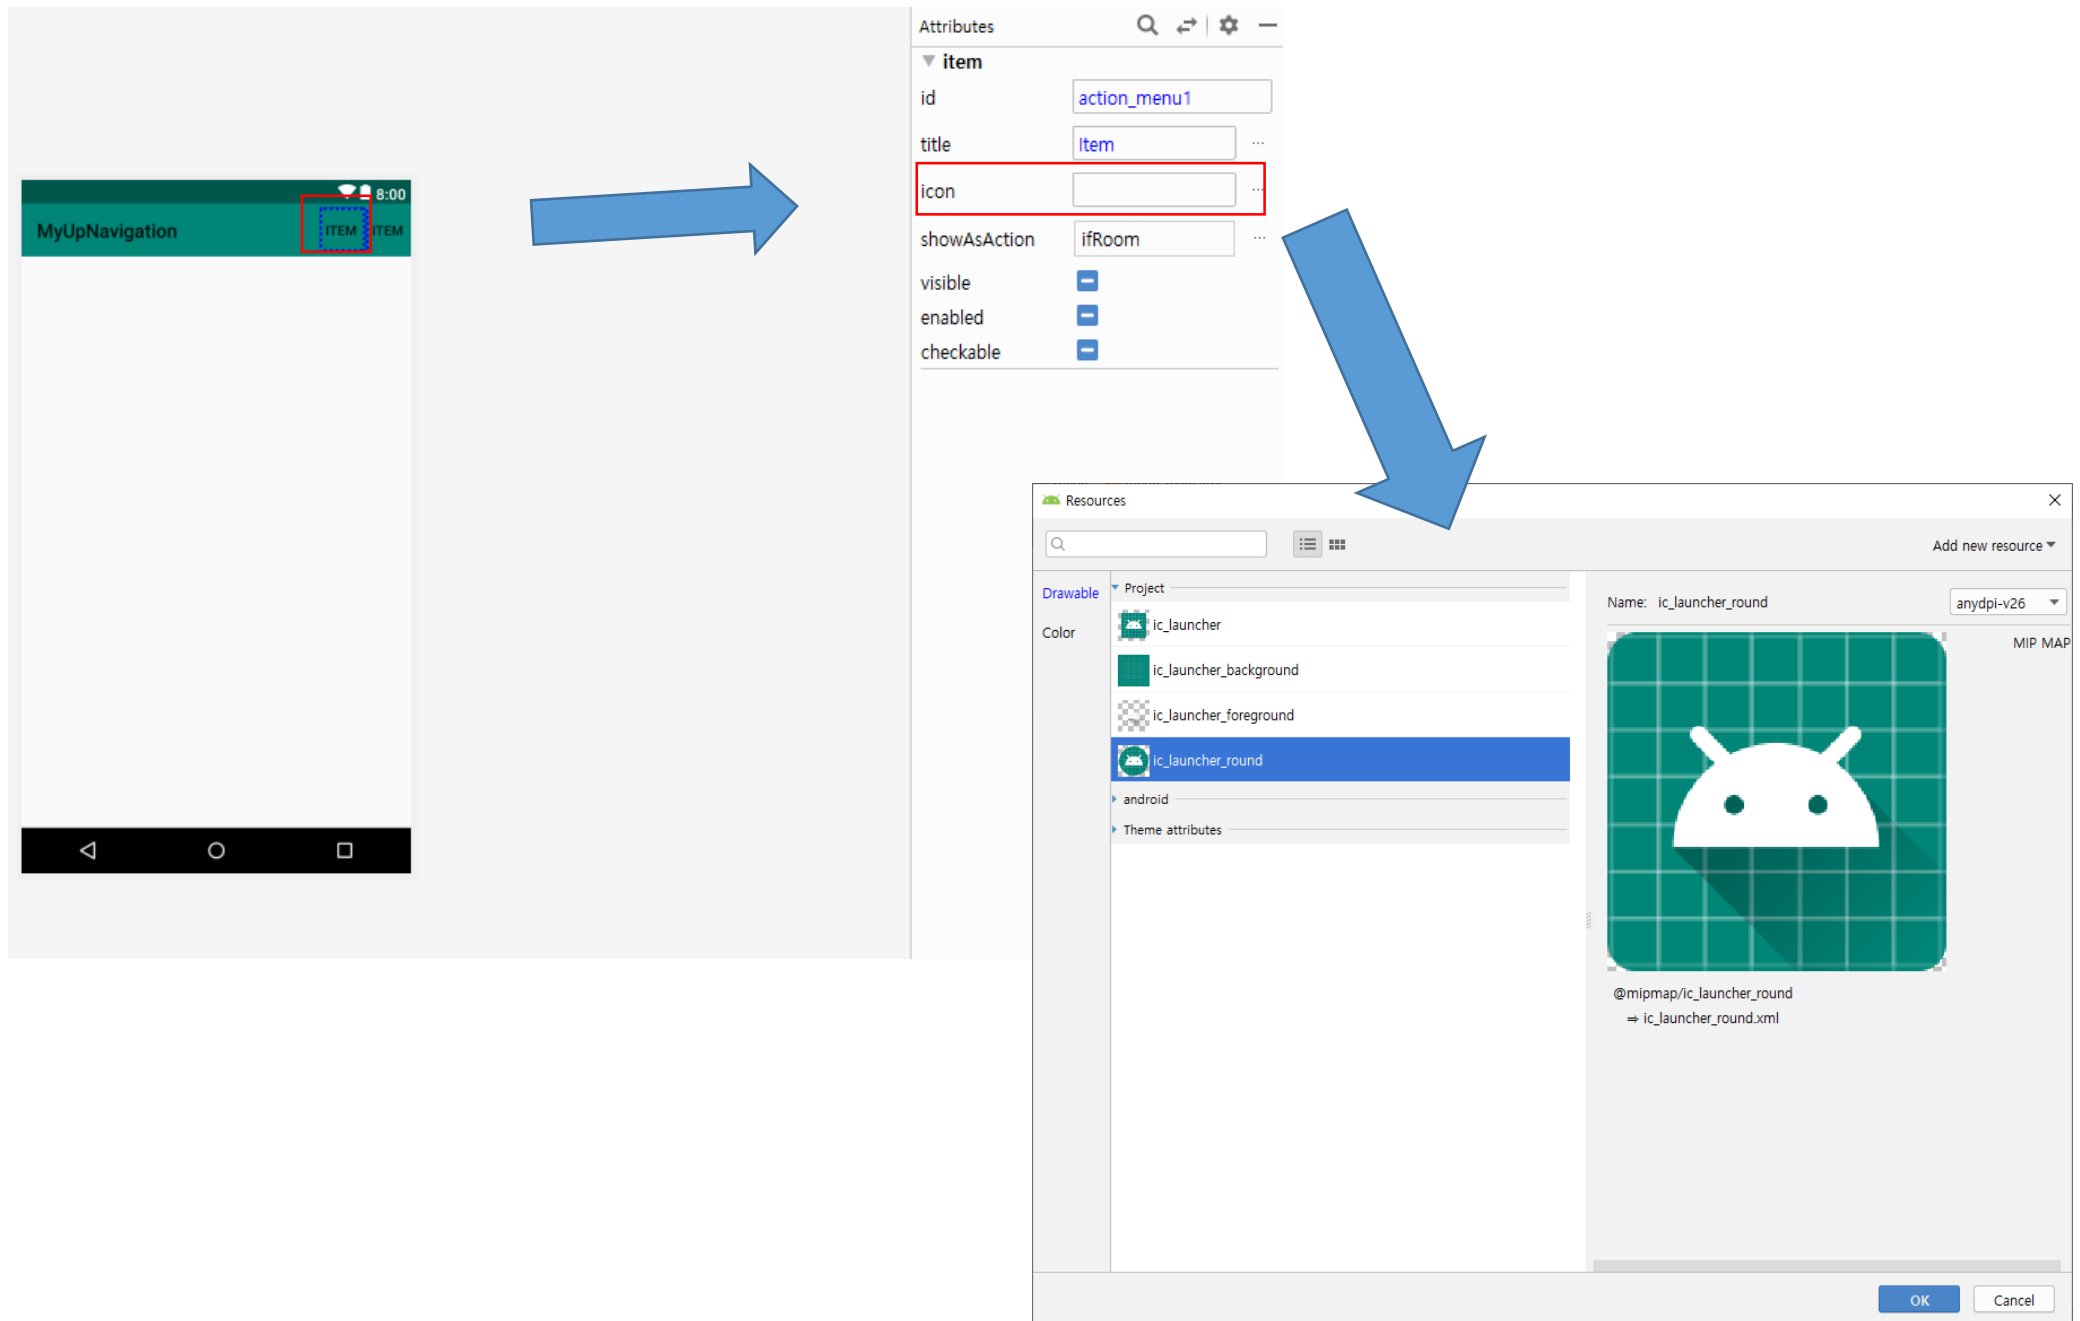 8:00
MyUpNavigation ITEM ITEM
Attributes
item
id action_menu1
title Item ...
icon ...
showAsAction ifRoom ...
visible
enabled
checkable
Resources
Add new resource
Drawable
Color
Project
ic_launcher
ic_launcher_background
ic_launcher_foreground
ic_launcher_round
android
Theme attributes
Name: ic_launcher_round anydpi-v26
MIP MAP
@mipmap/ic_launcher_round
⇒ ic_launcher_round.xml
OK Cancel